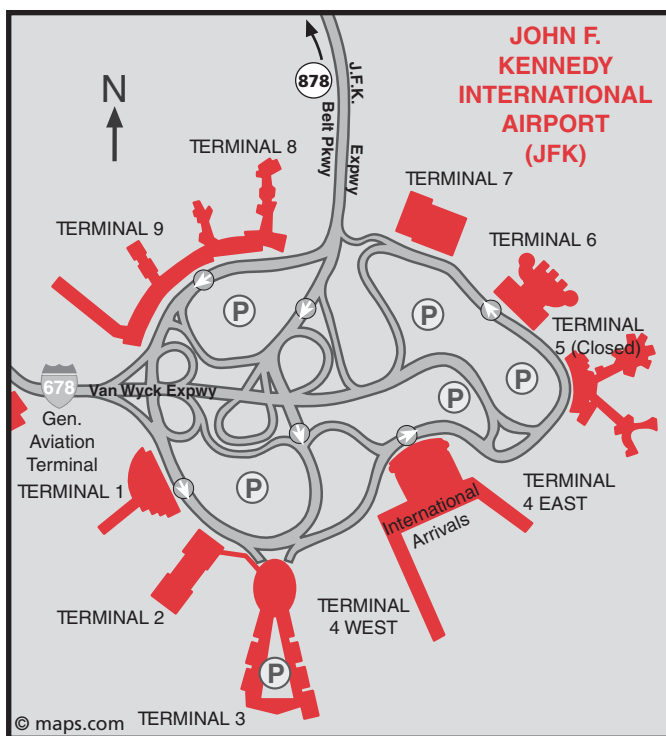 JOHN F.
KENNEDY
INTERNATIONAL
AIRPORT
(JFK)
878
J.F.K. Expwy
Belt Pkwy
N
TERMINAL 8
TERMINAL 7
TERMINAL 9
TERMINAL 6
TERMINAL
5 (Closed)
P
P
P
P
678
Van Wyck Expwy
Gen.
Aviation
Terminal
TERMINAL 1
P
TERMINAL
4 EAST
International
Arrivals
TERMINAL 2
TERMINAL
4 WEST
P
TERMINAL 3
© maps.com